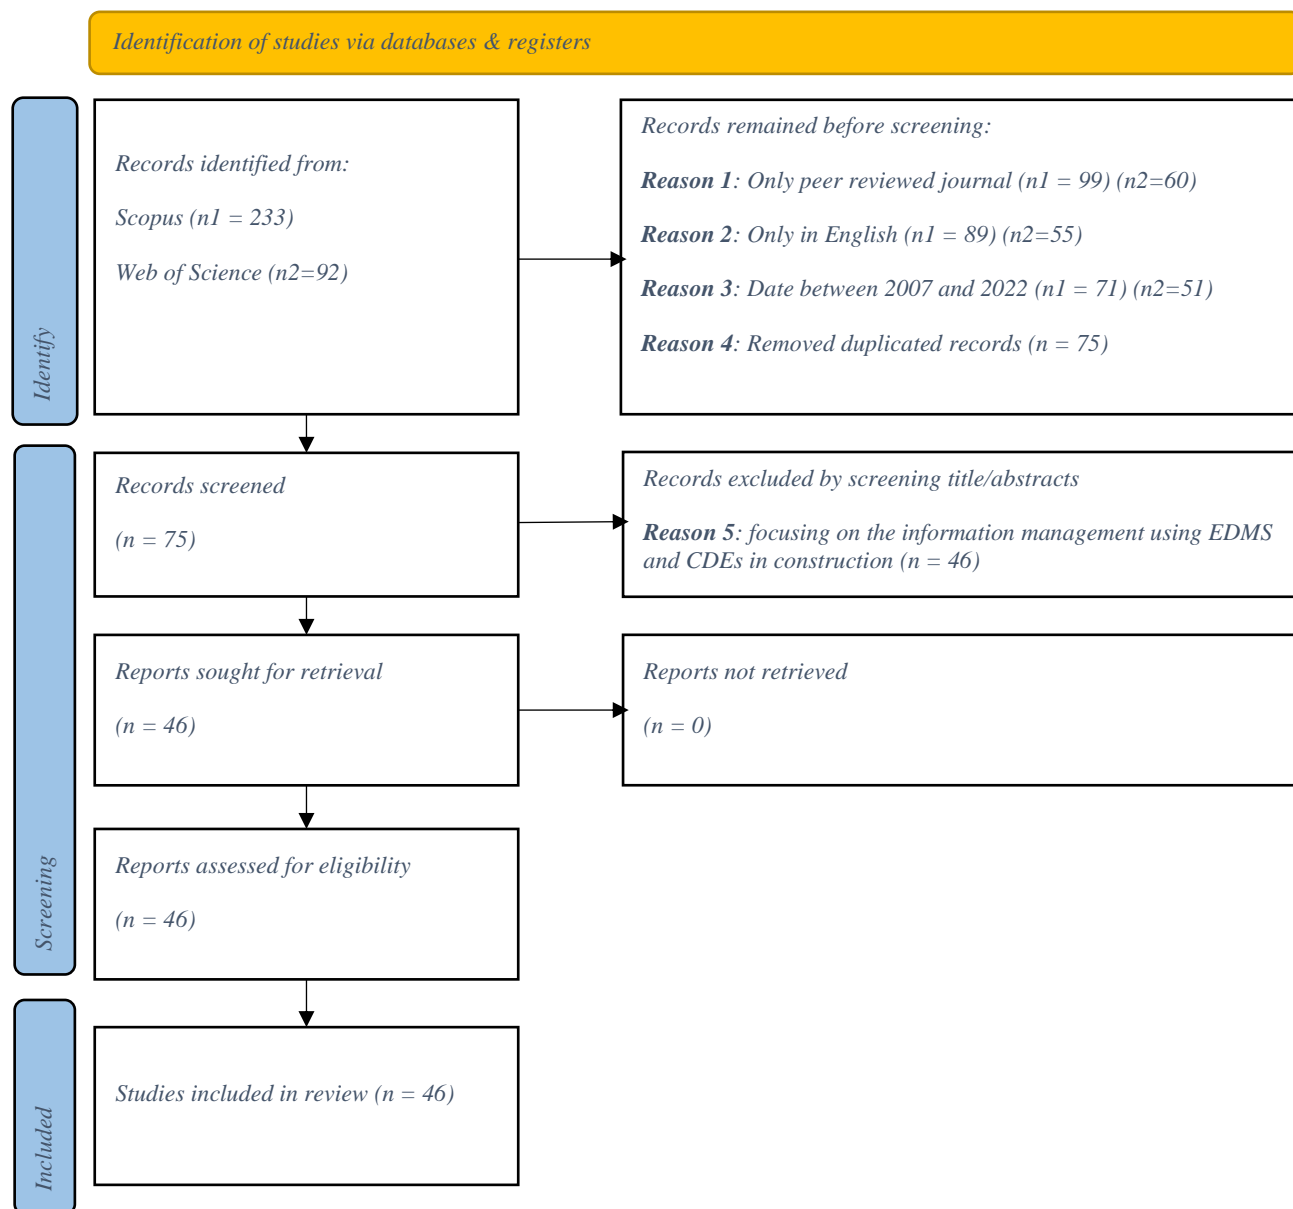 Identification of studies via databases & registers
Identify
Records identified from:
Scopus (n1 = 233)
Web of Science (n2=92)
Records remained before screening:
Reason 1: Only peer reviewed journal (n1 = 99) (n2=60)
Reason 2: Only in English (n1 = 89) (n2=55)
Reason 3: Date between 2007 and 2022 (n1 = 71) (n2=51)
Reason 4: Removed duplicated records (n = 75)
Screening
Records screened
(n = 75)
Records excluded by screening title/abstracts
Reason 5: focusing on the information management using EDMS
and CDEs in construction (n = 46)
Reports sought for retrieval
(n = 46)
Reports not retrieved
(n = 0)
Reports assessed for eligibility
(n = 46)
Included
Studies included in review (n = 46)